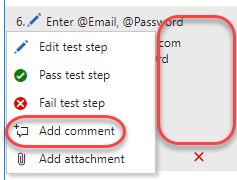 6. Enter @Email, @Password
Edit test step
com
Pass test step
rd
Fail test step
Add comment
Add attachment